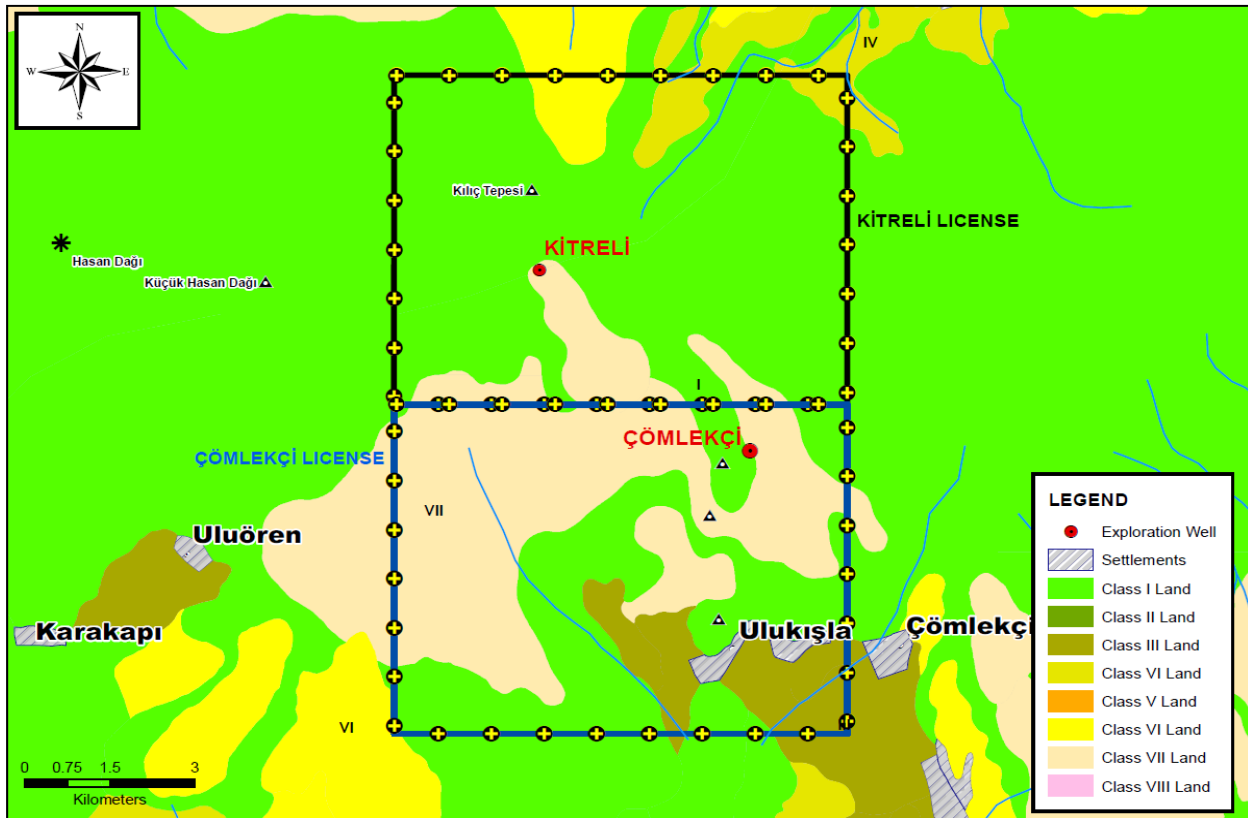 N
W
E
S
IV
Kılıç Tepesi
KİTRELİ LICENSE
KİTRELİ
Hasan Dağı
Küçük Hasan Dağı
I
ÇÖMLEKÇİ
ÇÖMLEKÇİ LICENSE
VII
Uluören
Karakapı
Ulukışla
Çömlekçi
VI
0 0.75 1.5 3
Kilometers
LEGEND
Exploration Well
Settlements
Class I Land
Class II Land
Class III Land
Class VI Land
Class V Land
Class VI Land
Class VII Land
Class VIII Land